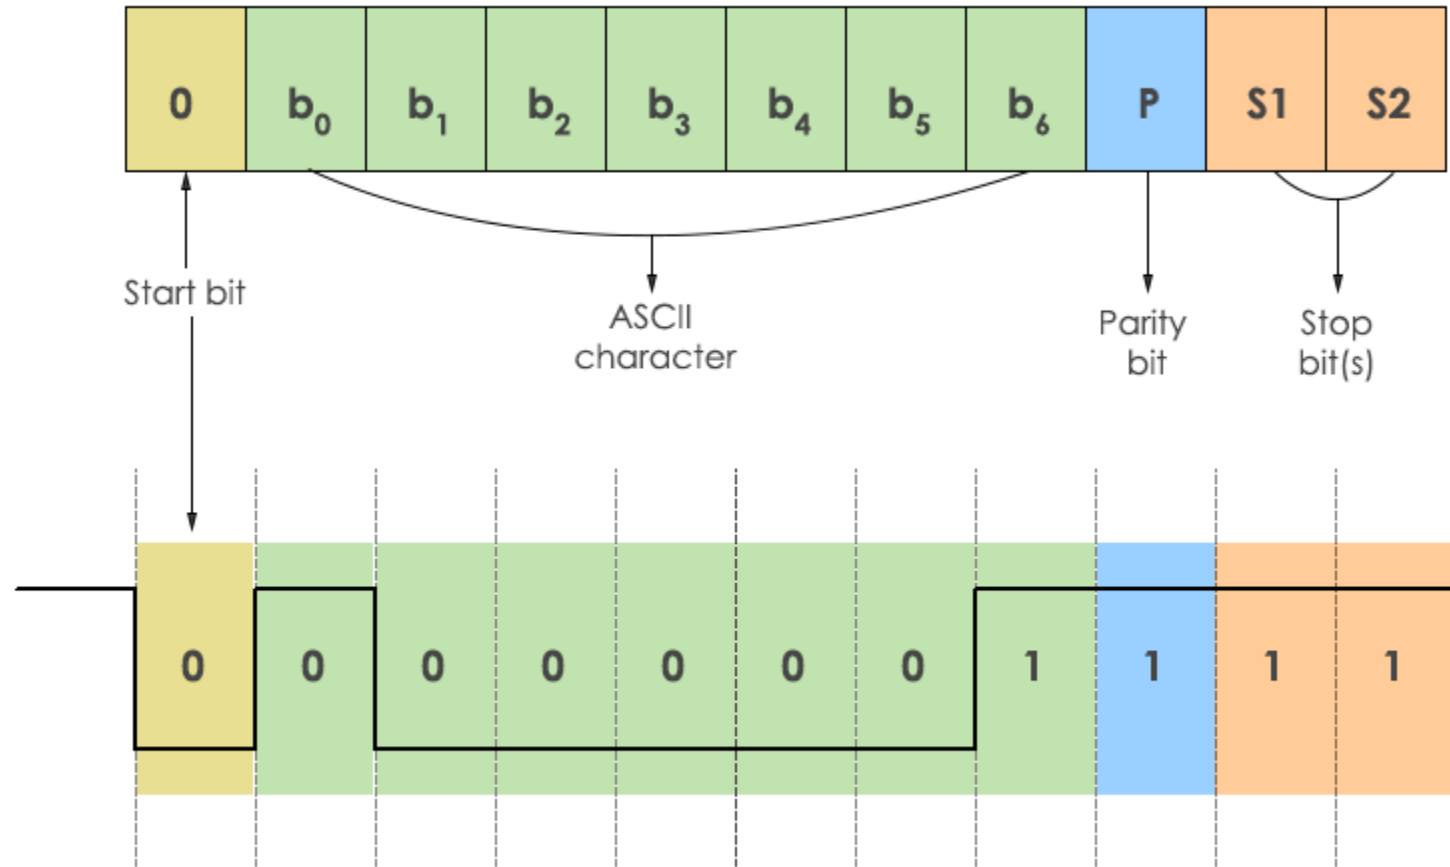 0 b₀ b₁ b₂ b₃ b₄ b₅ b₆ P S1 S2
Start bit
ASCII
character
Parity
bit
Stop
bit(s)
0 0 0 0 0 0 0 1 1 1 1